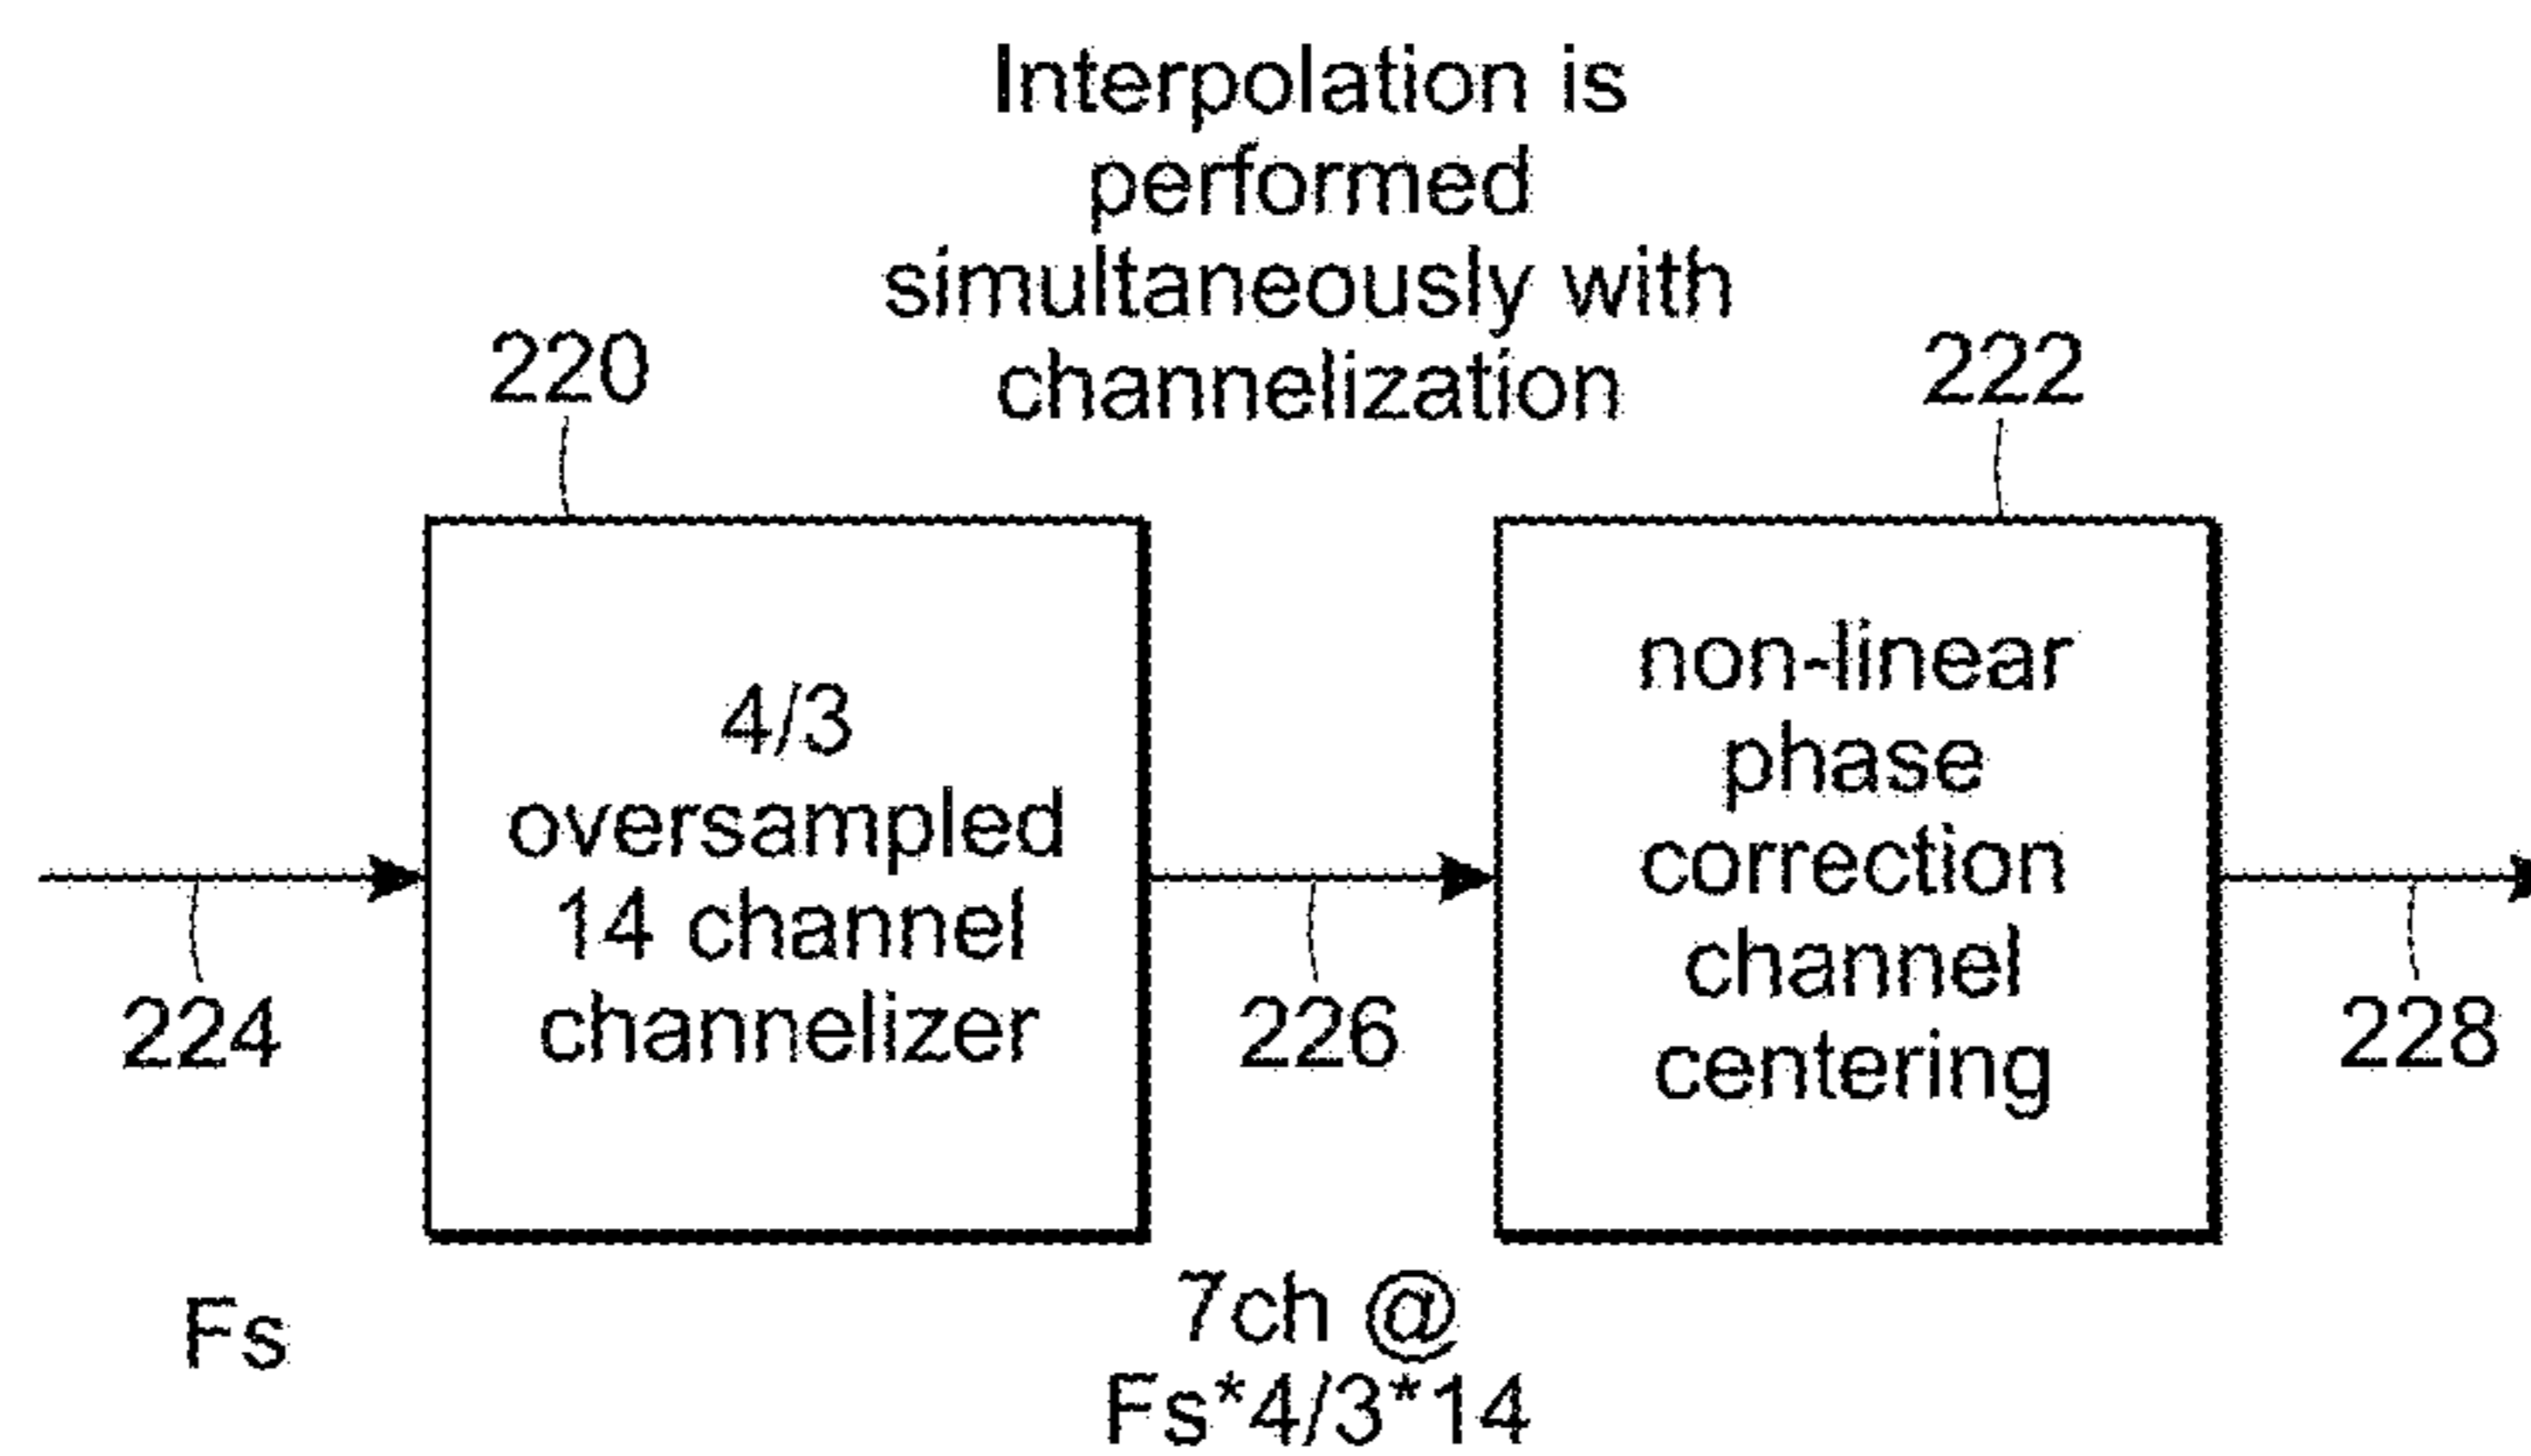 Interpolation is
performed
simultaneously with
channelization
220
222
4/3
oversampled
14 channel
channelizer
non-linear
phase
correction
channel
centering
224
226
228
Fs
7ch @
Fs*4/3*14